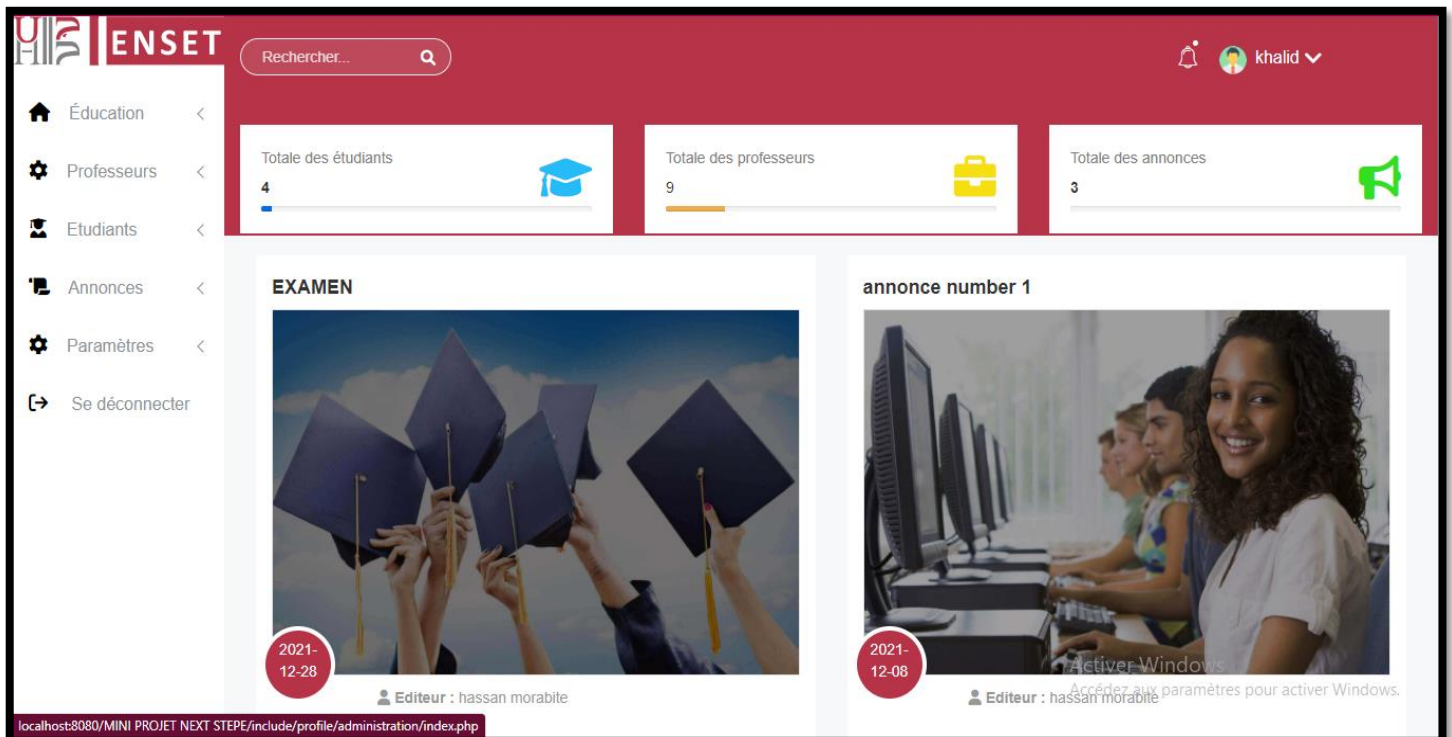 UH ENSET
Rechercher...
khalid
Éducation
Professeurs
Etudiants
Annonces
Paramètres
Se déconnecter
Totale des étudiants
4
Totale des professeurs
9
Totale des annonces
3
EXAMEN
2021-
12-28
Editeur : hassan morabite
annonce number 1
2021-
12-08
Editeur : hassan morabite
Activer Windows
Accédez aux paramètres pour activer Windows.
localhost:8080/MINI PROJET NEXT STEPE/include/profile/administration/index.php